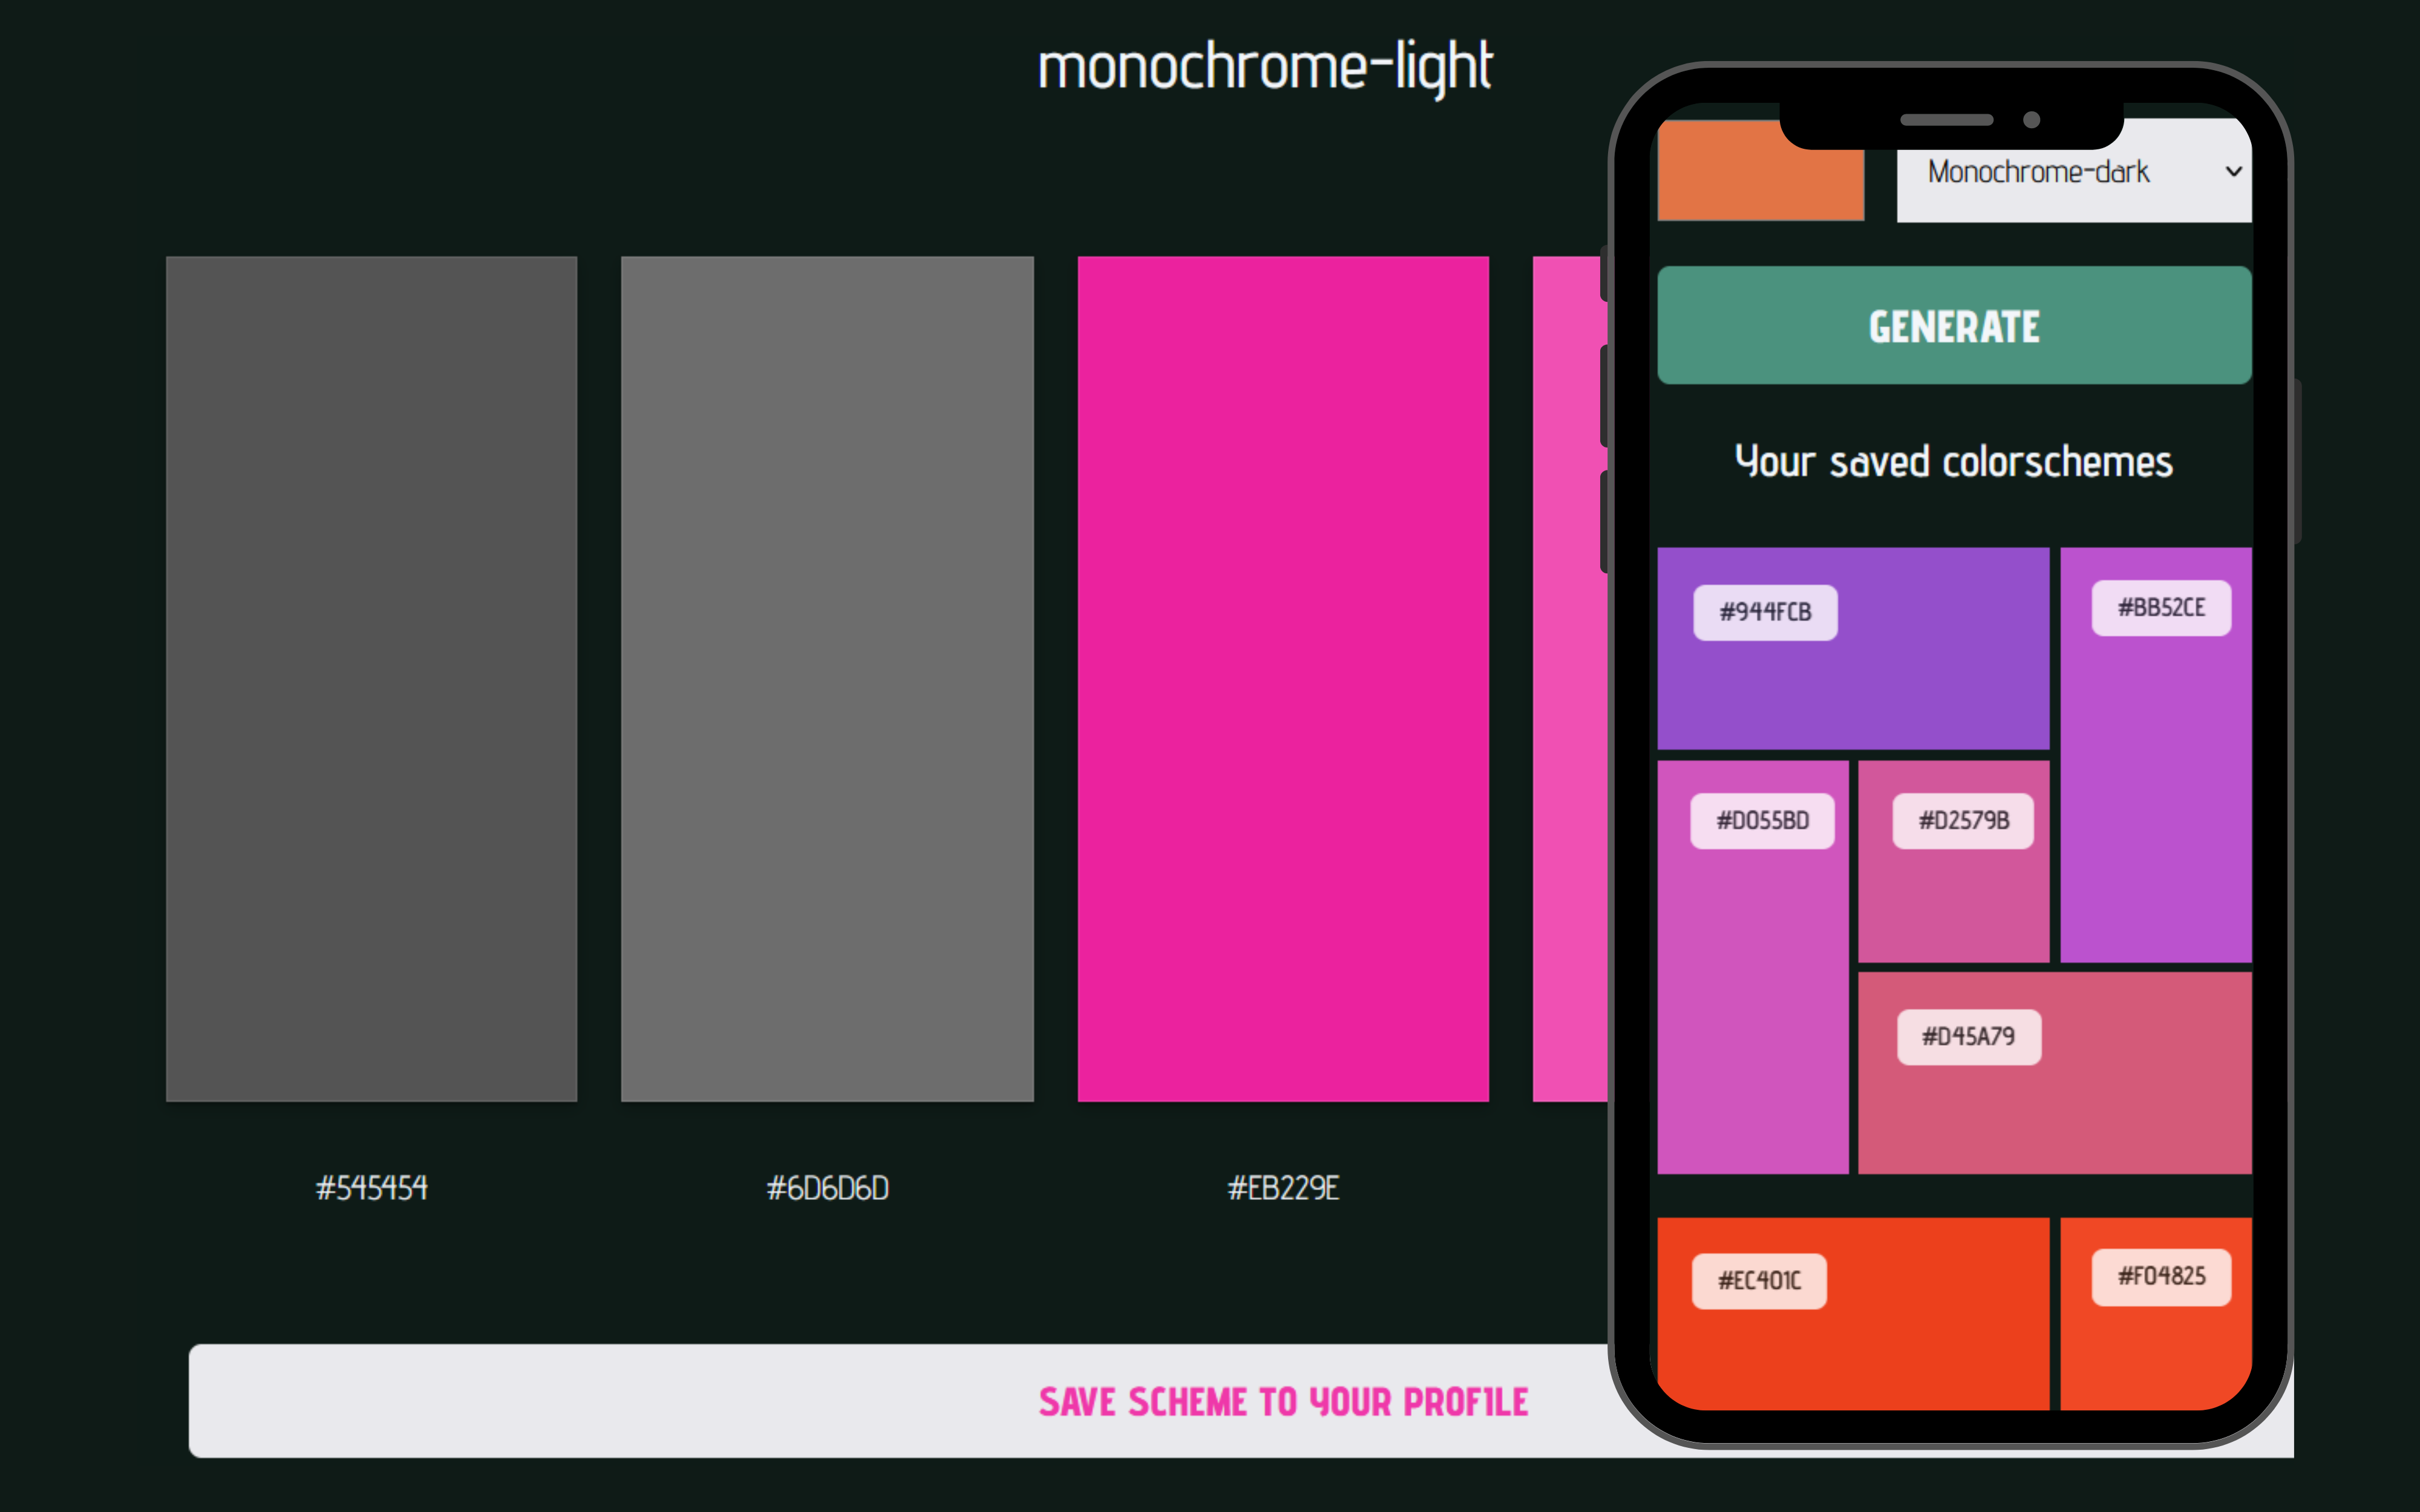 monochrome-light
#545454
#6D6D6D
#EB229E
SAVE SCHEME TO YOUR PROFILE
Monochrome-dark
GENERATE
Your saved colorschemes
#944FCB
#BB52CE
#D055BD
#D2579B
#D45A79
#EC401C
#F04825